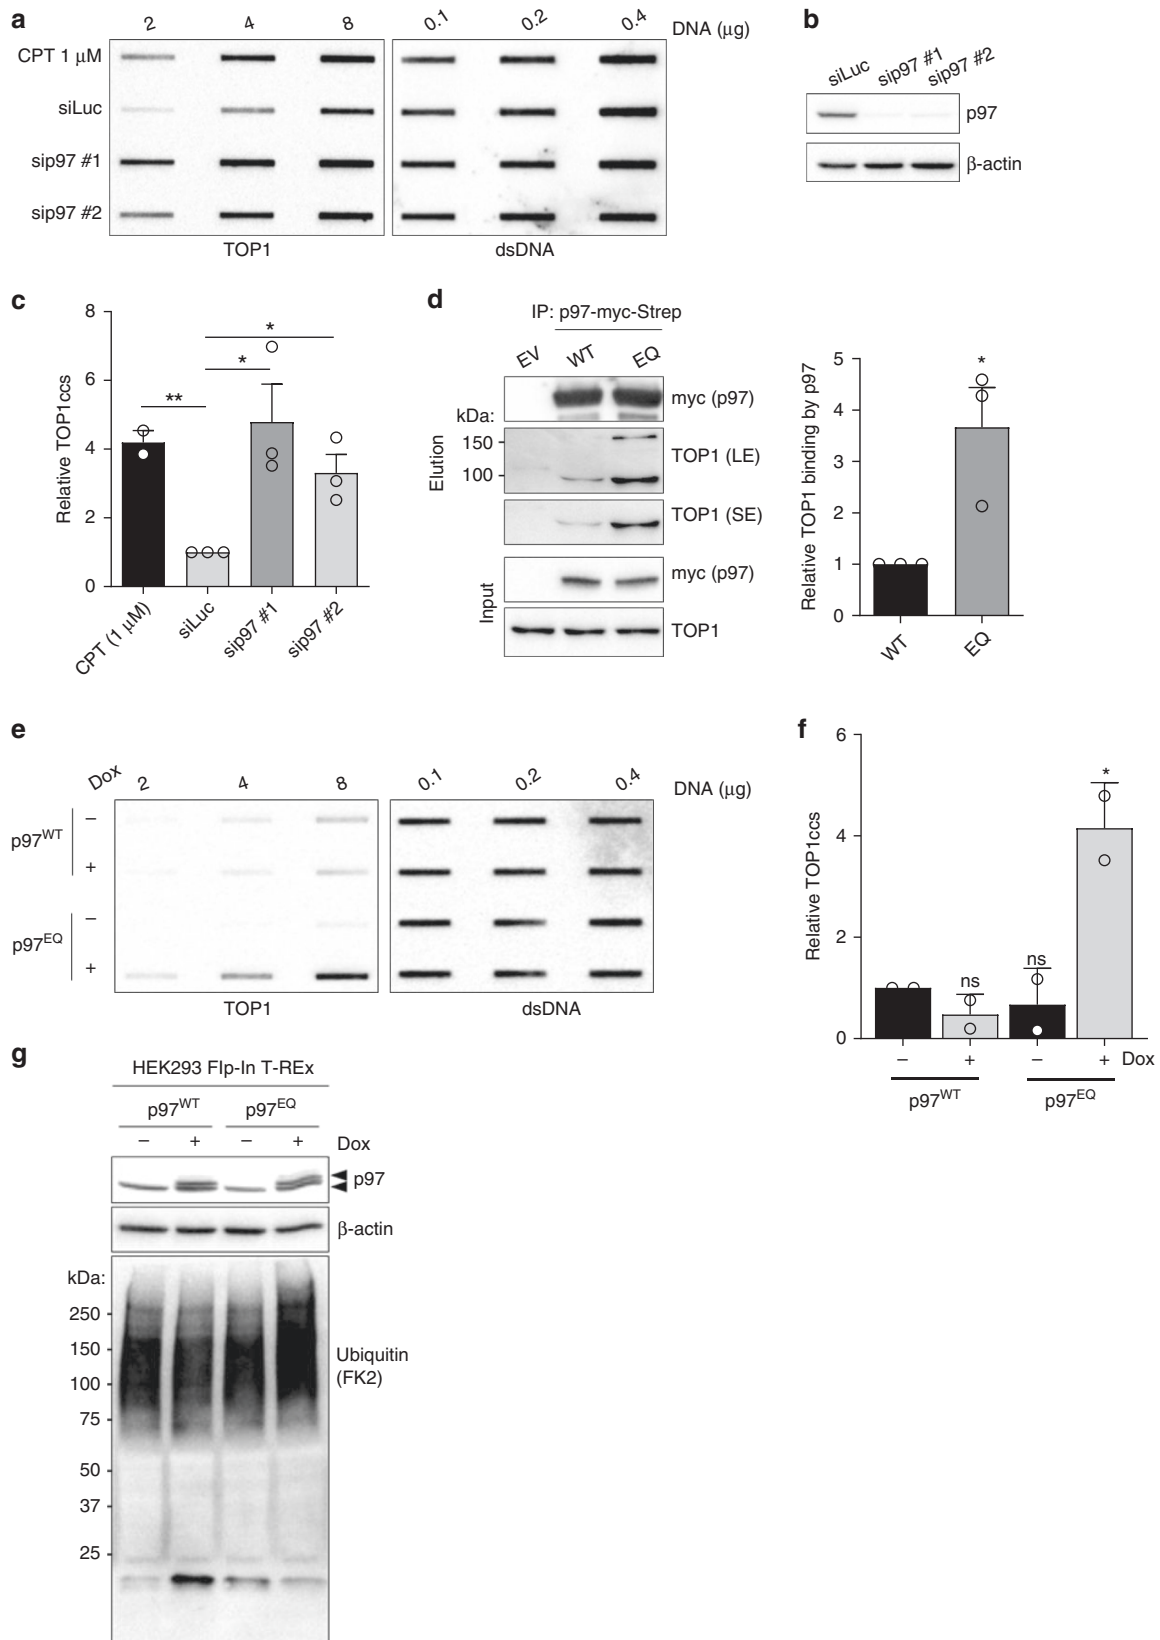 a
2 4 8 0.1 0.2 0.4 DNA (μg)
CPT 1 μM
siLuc
sip97 #1
sip97 #2
TOP1 dsDNA
b
siLuc sip97 #1 sip97 #2
p97
β-actin
c
Relative TOP1ccs
8
6
4
2
0
** * *
CPT (1 μM) siLuc sip97 #1 sip97 #2
d
IP: p97-myc-Strep
EV WT EQ
myc (p97)
kDa:
150
100
Elution
TOP1 (LE)
TOP1 (SE)
Input
myc (p97)
TOP1
Relative TOP1 binding by p97
5
4
3
2
1
0
*
WT EQ
e
Dox 2 4 8 0.1 0.2 0.4 DNA (μg)
p97WT
–
+
p97EQ
–
+
TOP1 dsDNA
f
Relative TOP1ccs
6
4
2
0
ns ns *
– + – + Dox
p97WT p97EQ
g
HEK293 Flp-In T-REx
p97WT p97EQ
– + – + Dox
p97
β-actin
kDa:
250
150
100
75
50
37
25
Ubiquitin
(FK2)